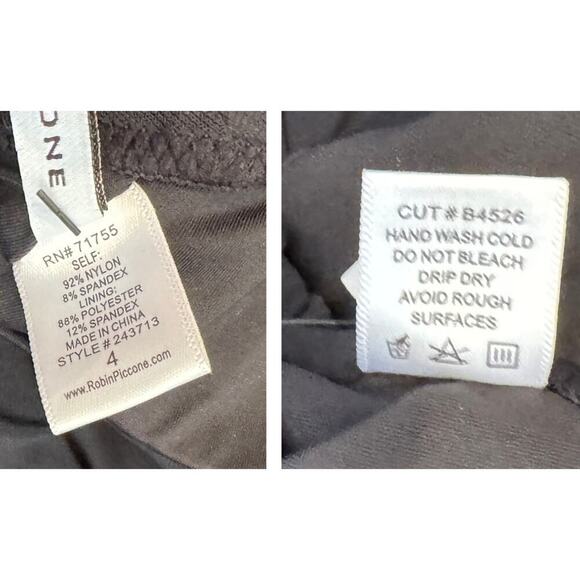 ONE
RN# 71755
SELF:
92% NYLON
8% SPANDEX
LINING:
88% POLYESTER
12% SPANDEX
MADE IN CHINA
STYLE # 243713
4
www.RobinPiccone.com
CUT # B4526
HAND WASH COLD
DO NOT BLEACH
DRIP DRY
AVOID ROUGH
SURFACES